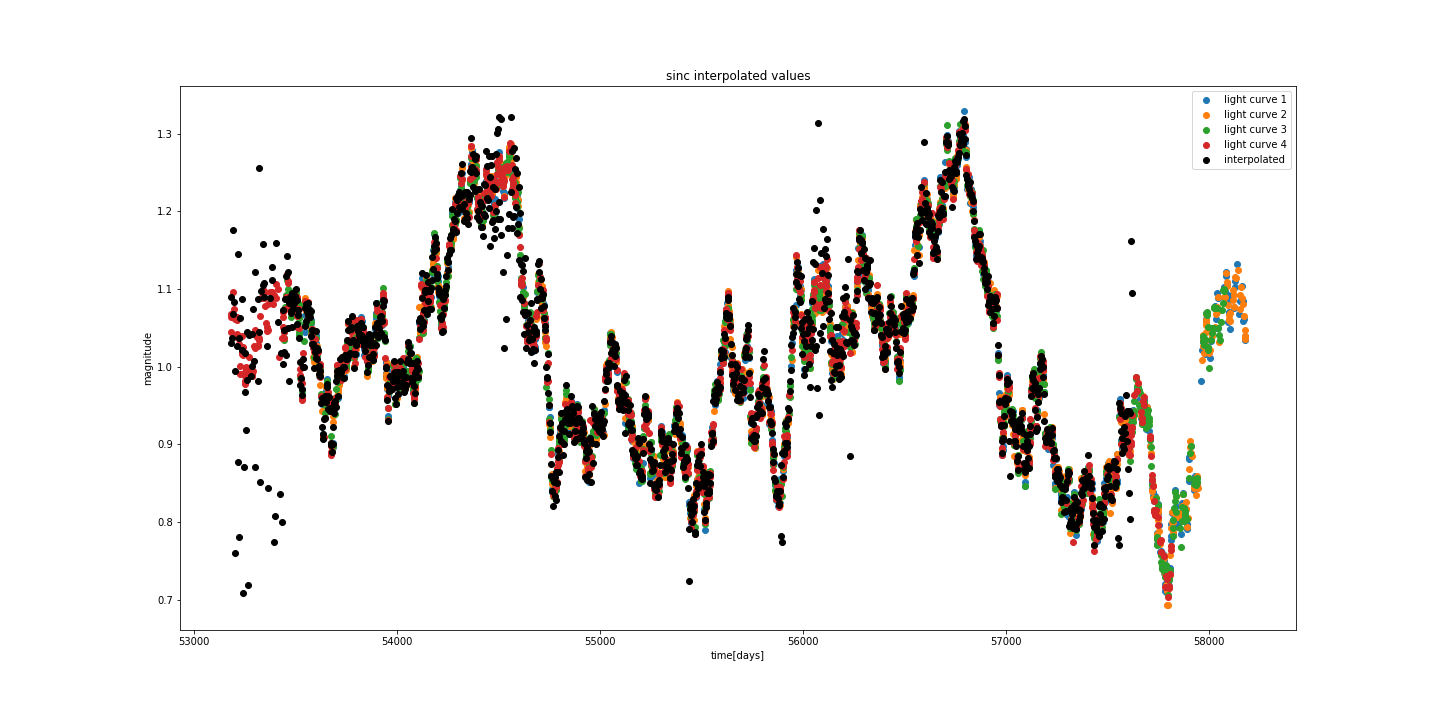 sinc interpolated values
light curve 1
light curve 2
light curve 3
light curve 4
interpolated
magnitude
1.3
1.2
1.1
1.0
0.9
0.8
0.7
53000 54000 55000 56000 57000 58000
time[days]